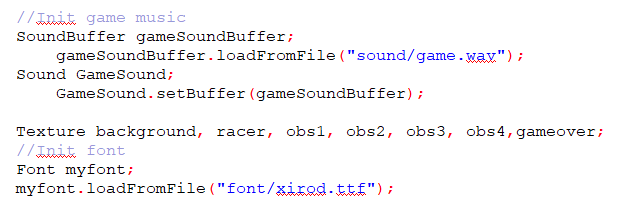 //Init game music
SoundBuffer gameSoundBuffer;
gameSoundBuffer.loadFromFile("sound/game.wav");
Sound GameSound;
GameSound.setBuffer(gameSoundBuffer);
Texture background, racer, obs1, obs2, obs3, obs4,gameover;
//Init font
Font myfont;
myfont.loadFromFile("font/xirod.ttf");